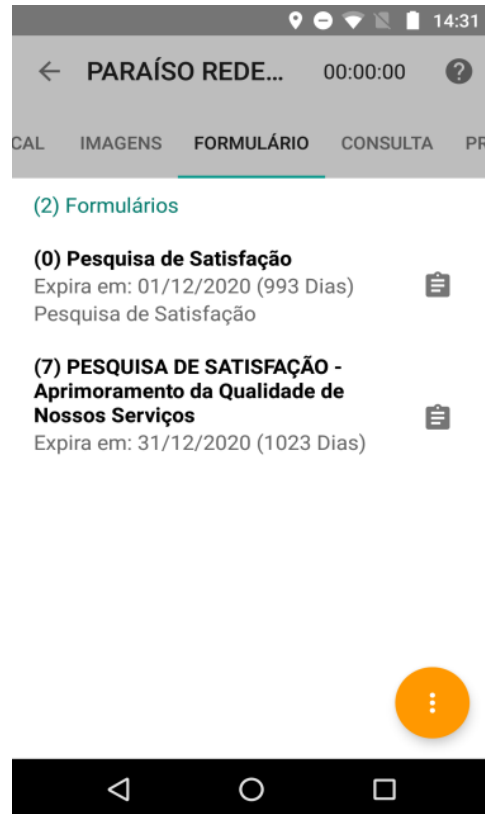 14:31
PARAÍSO REDE... 00:00:00 ?
CAL IMAGENS FORMULÁRIO CONSULTA PR
(2) Formulários
(0) Pesquisa de Satisfação
Expira em: 01/12/2020 (993 Dias)
Pesquisa de Satisfação
(7) PESQUISA DE SATISFAÇÃO -
Aprimoramento da Qualidade de
Nossos Serviços
Expira em: 31/12/2020 (1023 Dias)